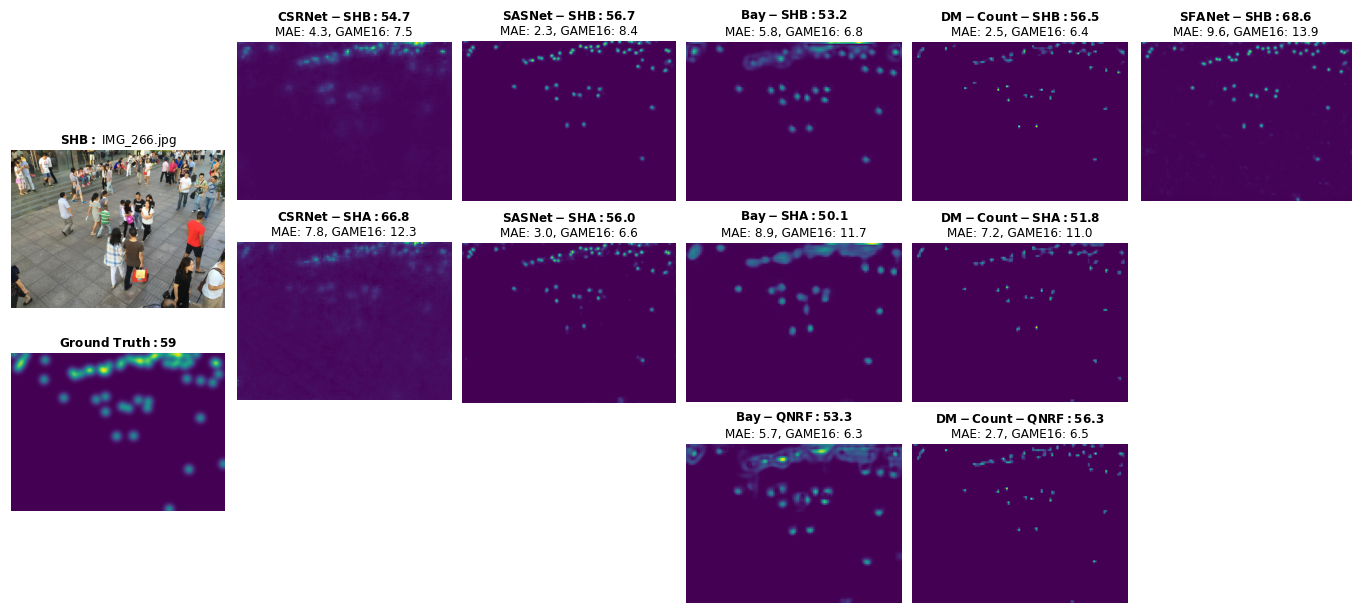 CSRNet-SHB: 54.7
MAE: 4.3, GAME16: 7.5
SASNet-SHB: 56.7
MAE: 2.3, GAME16: 8.4
Bay-SHB: 53.2
MAE: 5.8, GAME16: 6.8
DM-Count-SHB: 56.5
MAE: 2.5, GAME16: 6.4
SFANet-SHB: 68.6
MAE: 9.6, GAME16: 13.9
SHB: IMG_266.jpg
CSRNet-SHA: 66.8
MAE: 7.8, GAME16: 12.3
SASNet-SHA: 56.0
MAE: 3.0, GAME16: 6.6
Bay-SHA: 50.1
MAE: 8.9, GAME16: 11.7
DM-Count-SHA: 51.8
MAE: 7.2, GAME16: 11.0
Ground Truth: 59
Bay-QNRF: 53.3
MAE: 5.7, GAME16: 6.3
DM-Count-QNRF: 56.3
MAE: 2.7, GAME16: 6.5